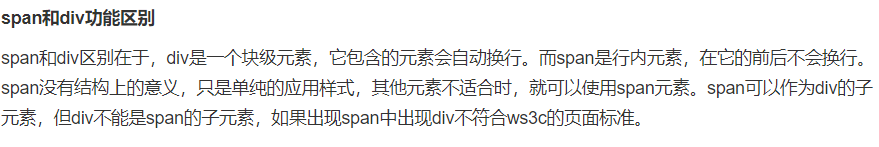 span和div功能区别
span和div区别在于，div是一个块级元素，它包含的元素会自动换行。而span是行内元素，在它的前后不会换行。
span没有结构上的意义，只是单纯的应用样式，其他元素不适合时，就可以使用span元素。span可以作为div的子
元素，但div不能是span的子元素，如果出现span中出现div不符合ws3c的页面标准。